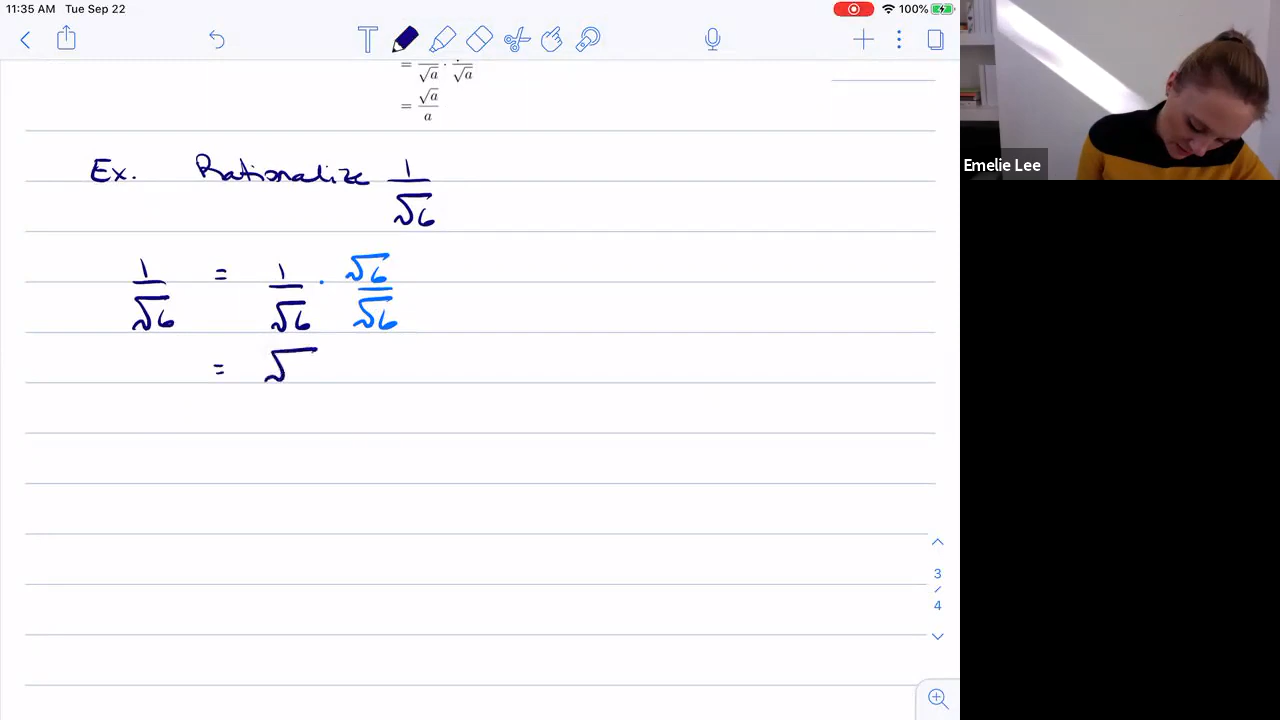 11:35 AM Tue Sep 22
100%
= /√a · /√a
= √a/a
Ex. Rationalize 1/√6
1/√6 = 1/√6 · √6/√6
= √
Emelie Lee
3
/
4